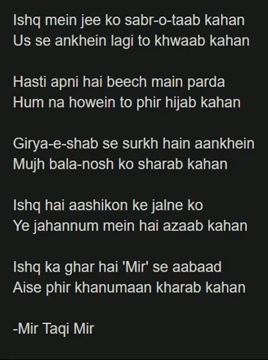 Ishq mein jee ko sabr-o-taab kahan
Us se ankhein lagi to khwaab kahan
Hasti apni hai beech main parda
Hum na howein to phir hijab kahan
Girya-e-shab se surkh hain aankhein
Mujh bala-nosh ko sharab kahan
Ishq hai aashikon ke jalne ko
Ye jahannum mein hai azaab kahan
Ishq ka ghar hai 'Mir' se aabaad
Aise phir khanumaan kharab kahan
-Mir Taqi Mir